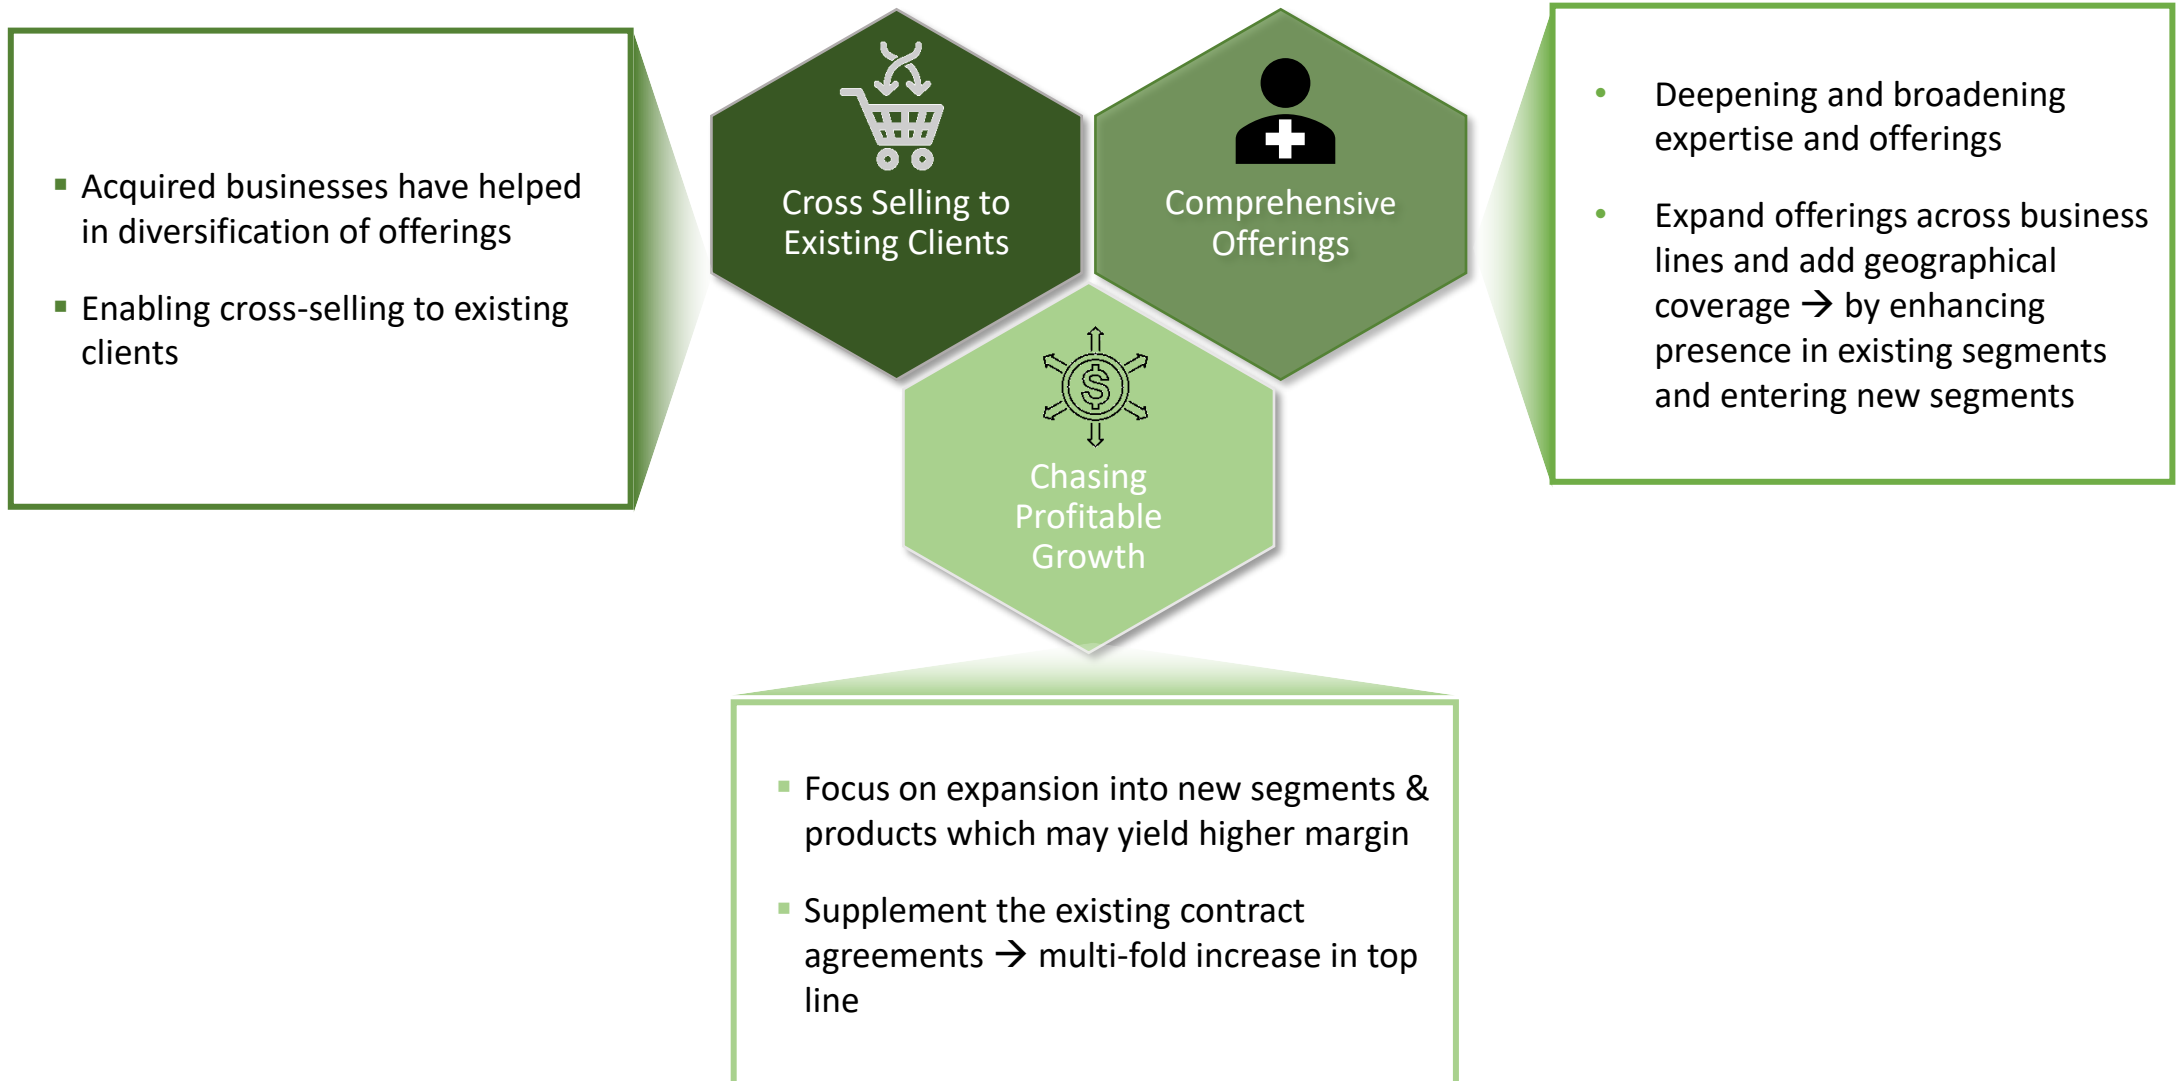 Acquired businesses have helped
in diversification of offerings
Enabling cross-selling to existing
clients
Cross Selling to
Existing Clients
Comprehensive
Offerings
Chasing
Profitable
Growth
• Deepening and broadening
expertise and offerings
• Expand offerings across business
lines and add geographical
coverage → by enhancing
presence in existing segments
and entering new segments
Focus on expansion into new segments &
products which may yield higher margin
Supplement the existing contract
agreements → multi-fold increase in top
line